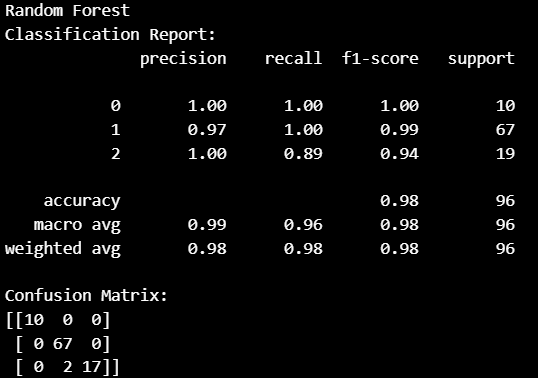 Random Forest
Classification Report:
precision recall f1-score support
0 1.00 1.00 1.00 10
1 0.97 1.00 0.99 67
2 1.00 0.89 0.94 19
accuracy 0.98 96
macro avg 0.99 0.96 0.98 96
weighted avg 0.98 0.98 0.98 96
Confusion Matrix:
[[10 0 0]
[ 0 67 0]
[ 0 2 17]]